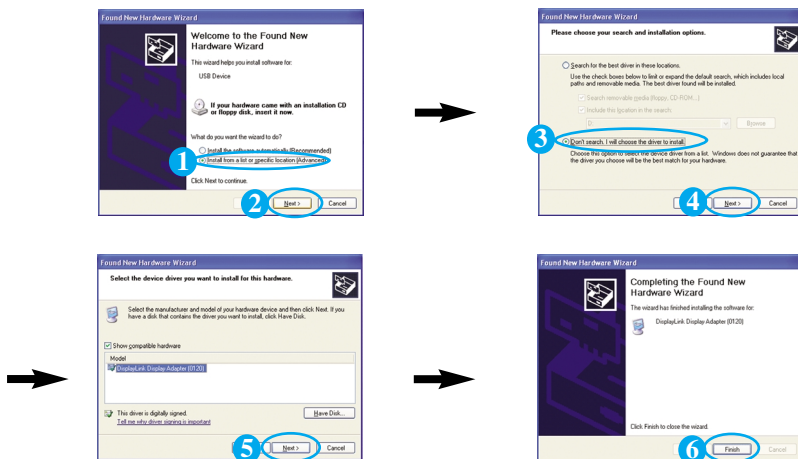 Found New Hardware Wizard
Welcome to the Found New
Hardware Wizard
This wizard helps you install software for:
USB Device
If your hardware came with an installation CD
or floppy disk, insert it now.
What do you want the wizard to do?
Install the software automatically (Recommended)
1
Install from a list or specific location (Advanced)
Click Next to continue.
2
Next >
Cancel
Found New Hardware Wizard
Please choose your search and installation options.
Search for the best driver in these locations.
Use the check boxes below to limit or expand the default search, which includes local
paths and removable media. The best driver found will be installed.
Search removable media (floppy, CD-ROM...)
Include this location in the search:
D:
Browse
3
Don't search. I will choose the driver to install.
Choose this option to select the device driver from a list. Windows does not guarantee that
the driver you choose will be the best match for your hardware.
4
Next >
Cancel
Found New Hardware Wizard
Select the device driver you want to install for this hardware.
Select the manufacturer and model of your hardware device and then click Next. If you
have a disk that contains the driver you want to install, click Have Disk.
Show compatible hardware
Model
DisplayLink Display Adapter (0120)
This driver is digitally signed.
Have Disk...
Tell me why driver signing is important
5
Next >
Cancel
Found New Hardware Wizard
Completing the Found New
Hardware Wizard
The wizard has finished installing the software for:
DisplayLink Display Adapter (0120)
Click Finish to close the wizard.
6
Finish
Cancel